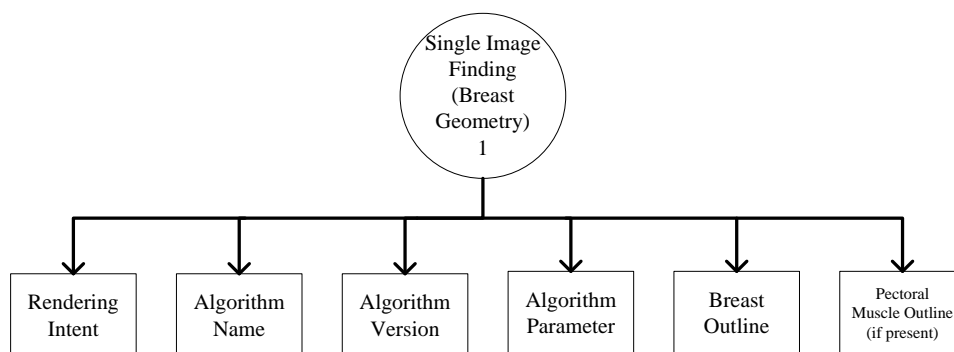 Single Image
Finding
(Breast
Geometry)
1
Rendering
Intent
Algorithm
Name
Algorithm
Version
Algorithm
Parameter
Breast
Outline
Pectoral
Muscle Outline
(if present)